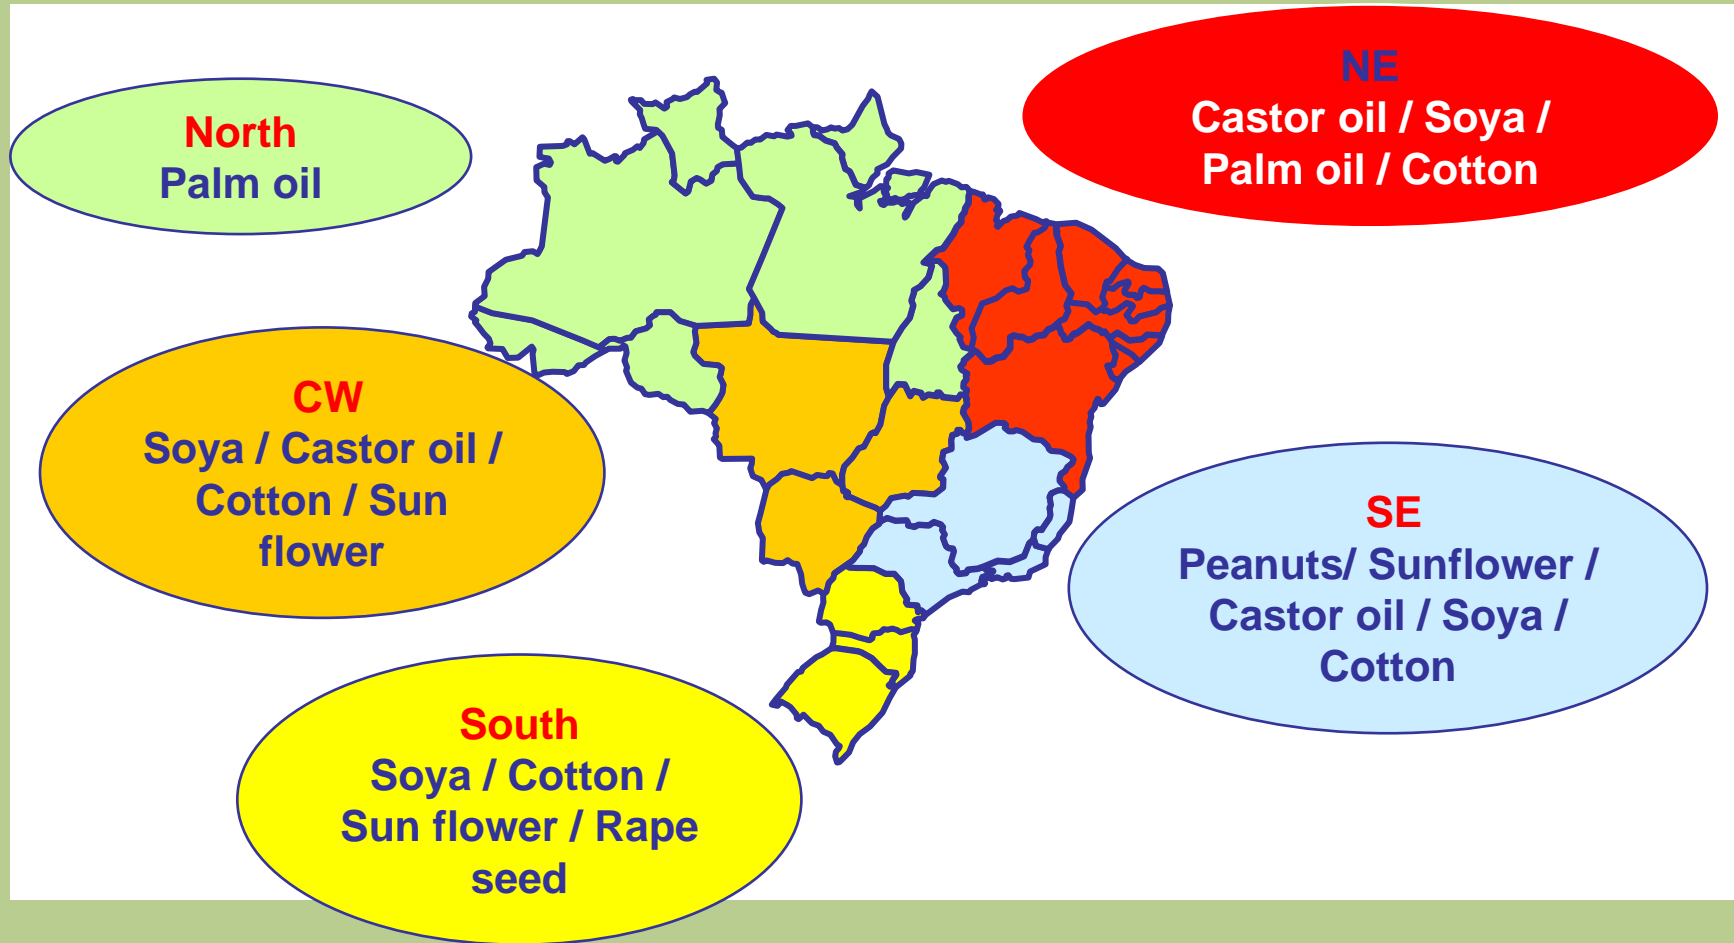 North
Palm oil
NE
Castor oil / Soya /
Palm oil / Cotton
CW
Soya / Castor oil /
Cotton / Sun
flower
SE
Peanuts/ Sunflower /
Castor oil / Soya /
Cotton
South
Soya / Cotton /
Sun flower / Rape
seed